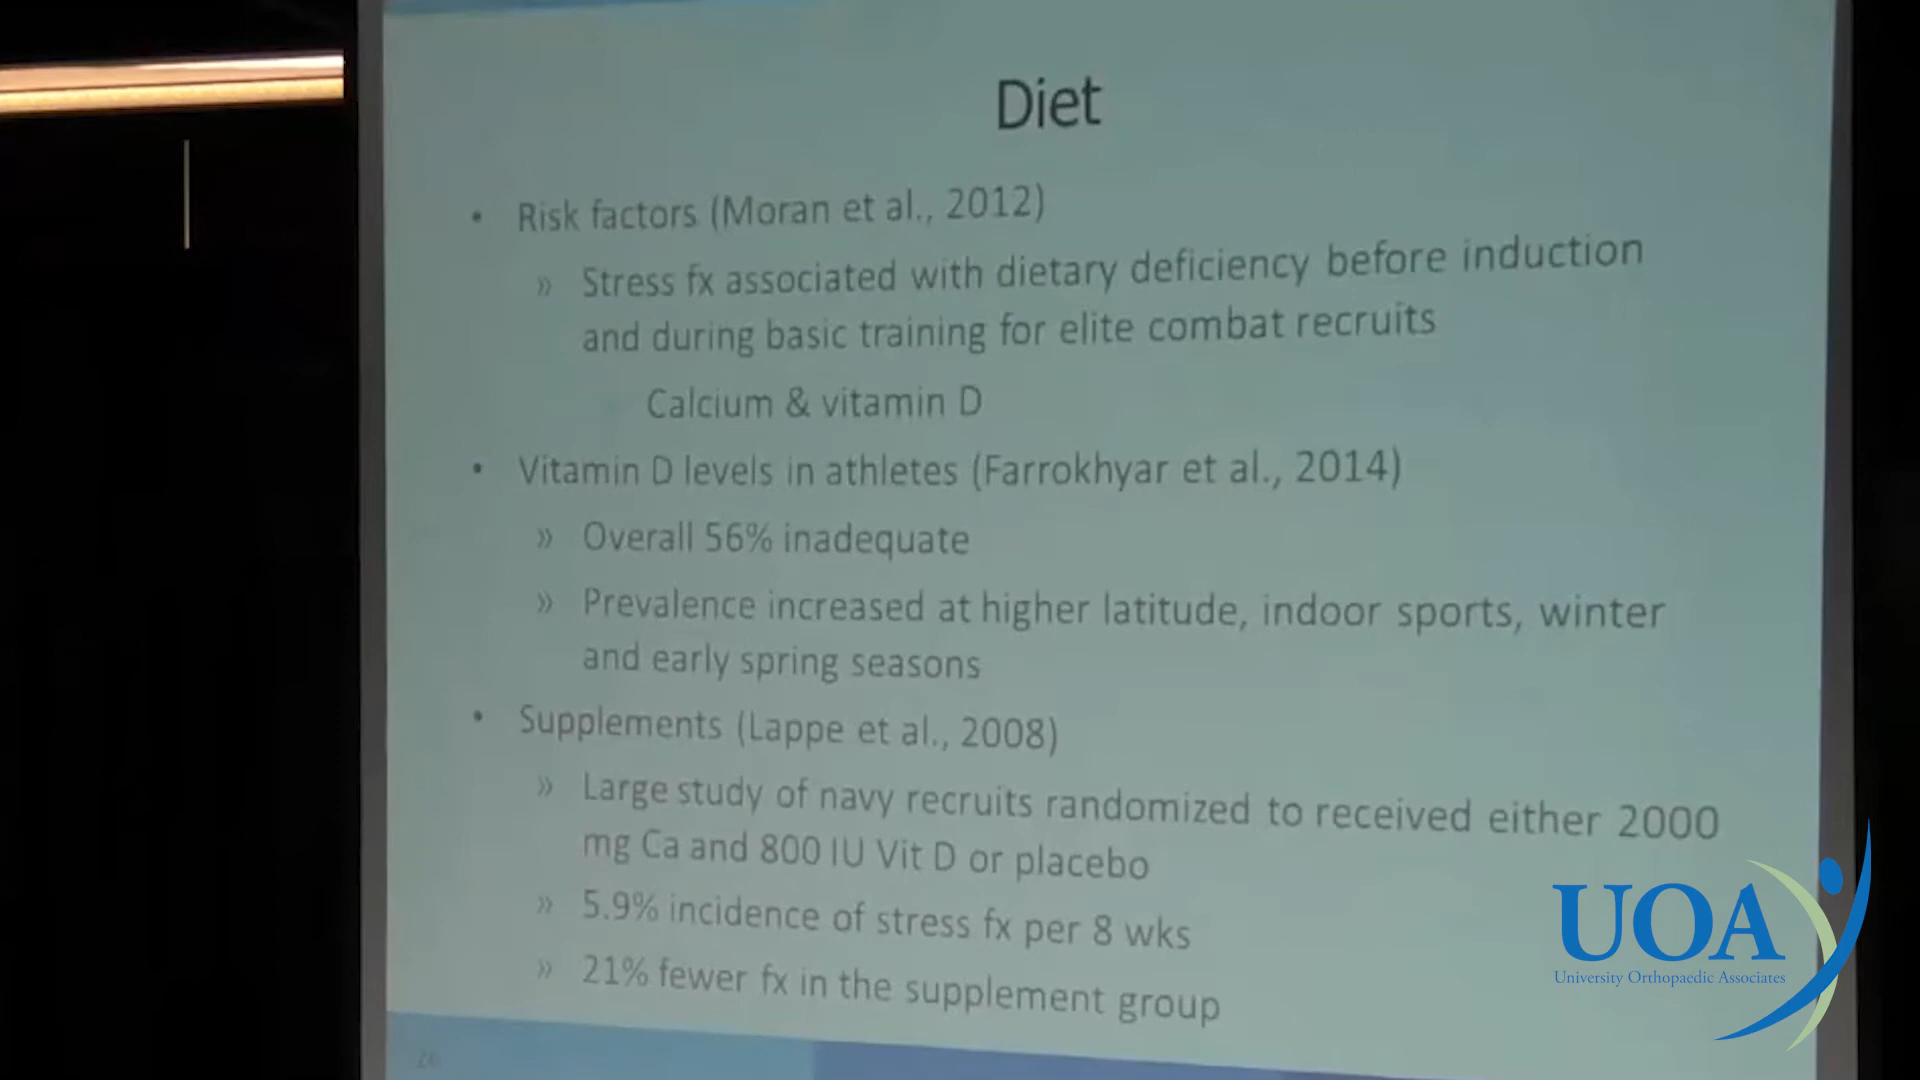 Diet
• Risk factors (Moran et al., 2012)
» Stress fx associated with dietary deficiency before induction
and during basic training for elite combat recruits
Calcium & vitamin D
• Vitamin D levels in athletes (Farrokhyar et al., 2014)
» Overall 56% inadequate
» Prevalence increased at higher latitude, indoor sports, winter
and early spring seasons
• Supplements (Lappe et al., 2008)
» Large study of navy recruits randomized to received either 2000
mg Ca and 800 IU Vit D or placebo
» 5.9% incidence of stress fx per 8 wks
» 21% fewer fx in the supplement group
UOA
University Orthopaedic Associates